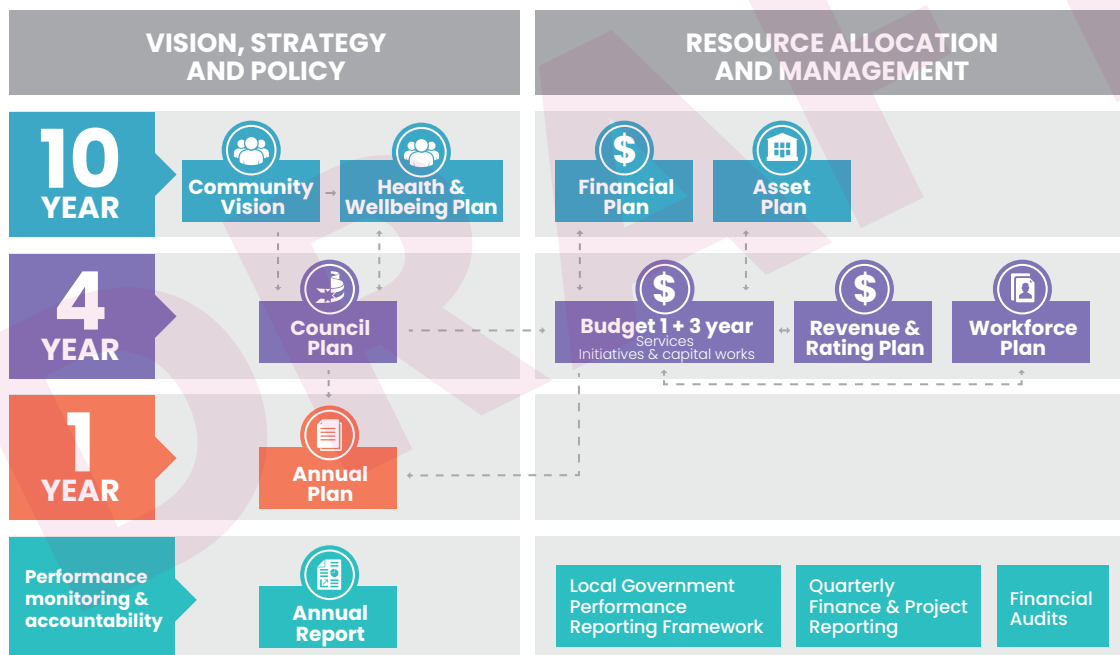 VISION, STRATEGY
AND POLICY
RESOURCE ALLOCATION
AND MANAGEMENT
10
YEAR
Community
Vision
Health &
Wellbeing Plan
$
Financial
Plan
Asset
Plan
4
YEAR
Council
Plan
$
Budget 1 + 3 year
Services
Initiatives & capital works
$
Revenue &
Rating Plan
Workforce
Plan
1
YEAR
Annual
Plan
Performance
monitoring &
accountability
Annual
Report
Local Government
Performance
Reporting Framework
Quarterly
Finance & Project
Reporting
Financial
Audits
DRAF